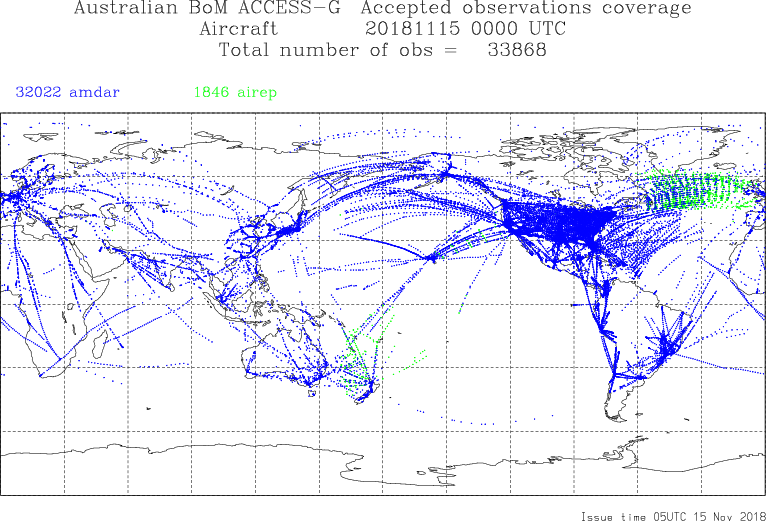 Australian BoM ACCESS-G Accepted observations coverage
Aircraft 20181115 0000 UTC
Total number of obs = 33868
32022 amdar 1846 airep
Issue time 05UTC 15 Nov 2018